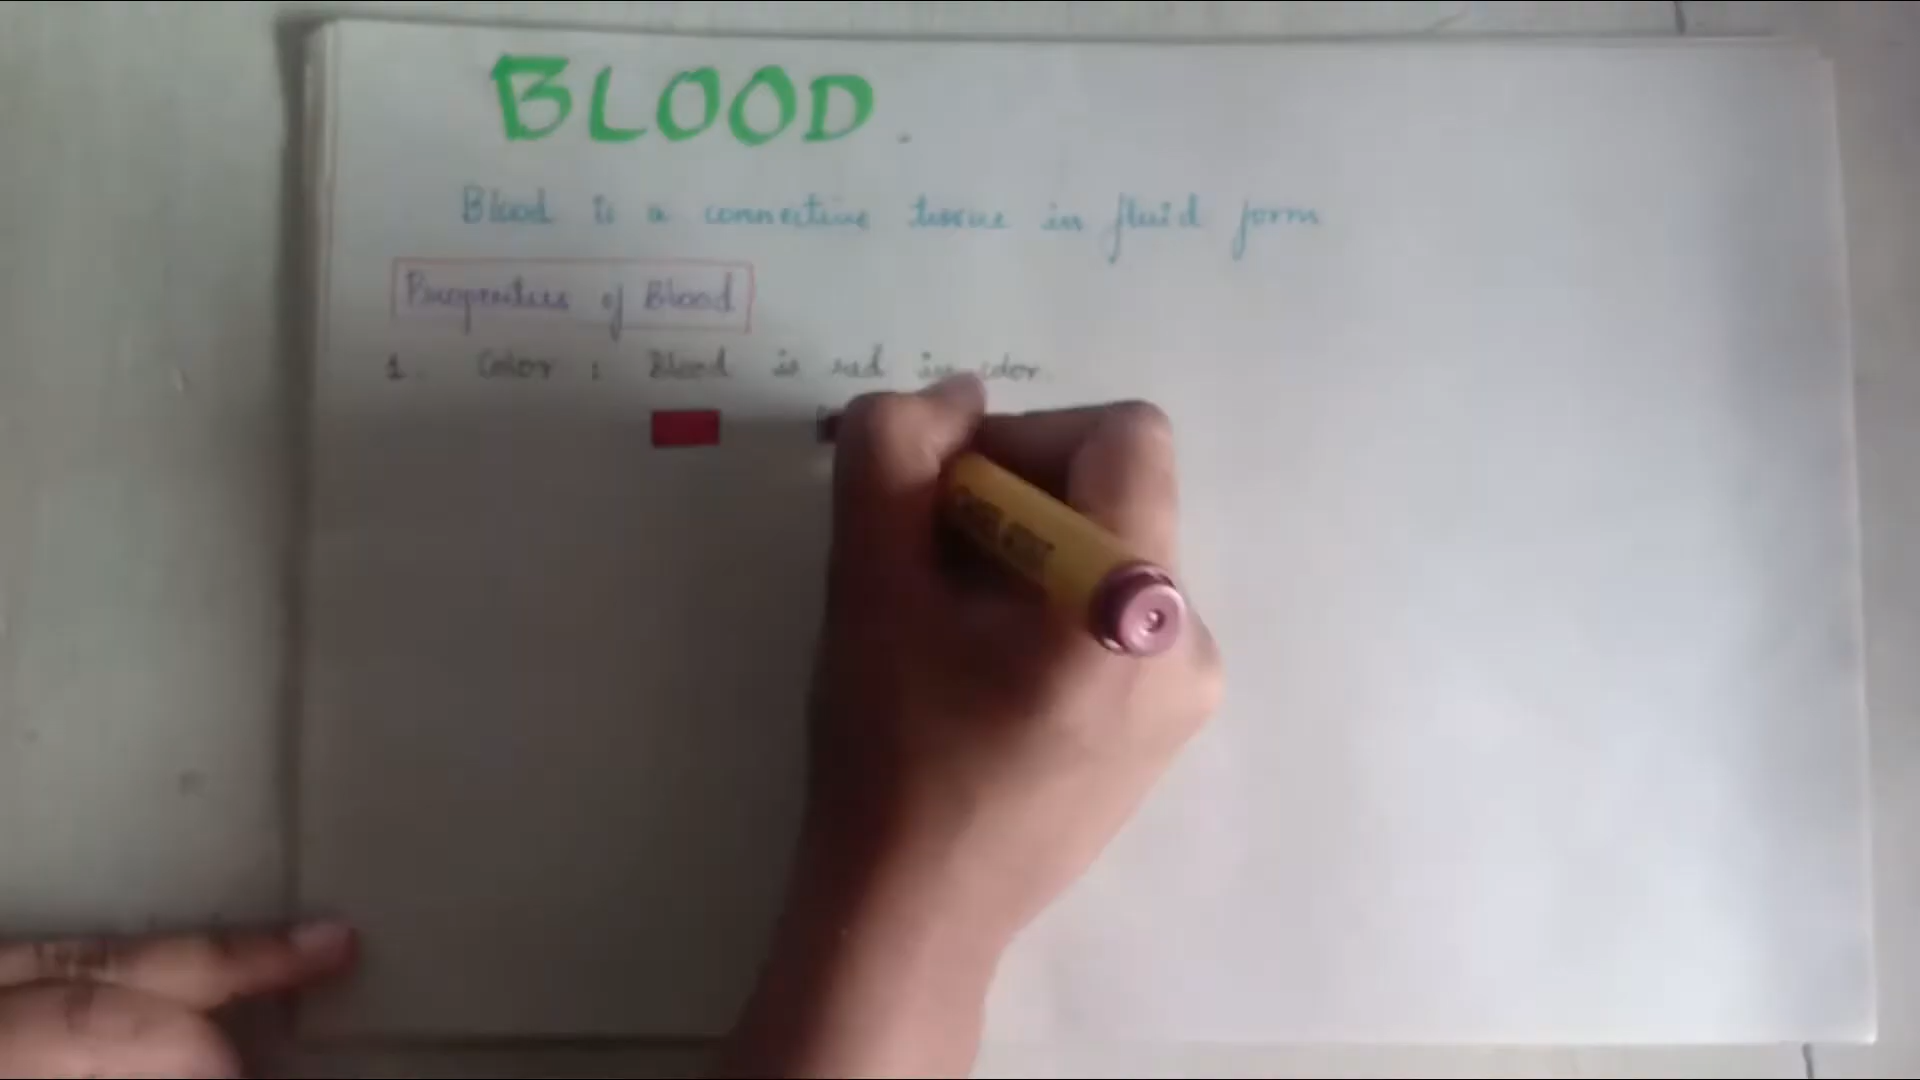 BLOOD.
Blood is a connective tissue in fluid form
Properties of Blood
1. Color : Blood is red in color.